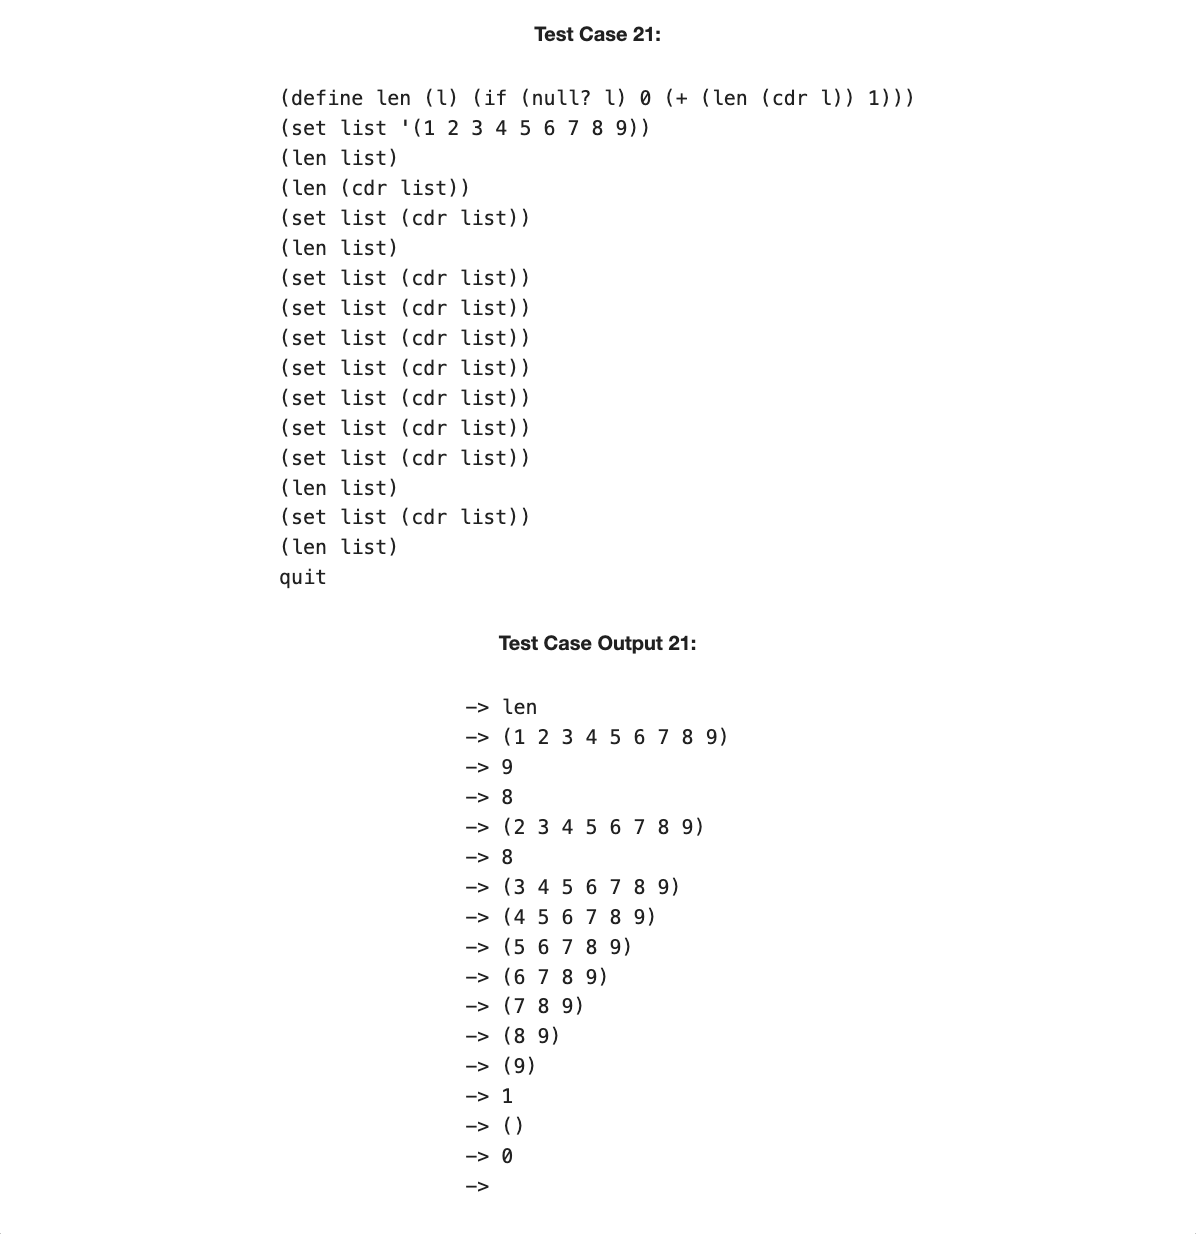 Test Case 21:
(define len (l) (if (null? l) 0 (+ (len (cdr l)) 1)))
(set list '(1 2 3 4 5 6 7 8 9))
(len list)
(len (cdr list))
(set list (cdr list))
(len list)
(set list (cdr list))
(set list (cdr list))
(set list (cdr list))
(set list (cdr list))
(set list (cdr list))
(set list (cdr list))
(set list (cdr list))
(len list)
(set list (cdr list))
(len list)
quit
Test Case Output 21:
-> len
-> (1 2 3 4 5 6 7 8 9)
-> 9
-> 8
-> (2 3 4 5 6 7 8 9)
-> 8
-> (3 4 5 6 7 8 9)
-> (4 5 6 7 8 9)
-> (5 6 7 8 9)
-> (6 7 8 9)
-> (7 8 9)
-> (8 9)
-> (9)
-> 1
-> ()
-> 0
->